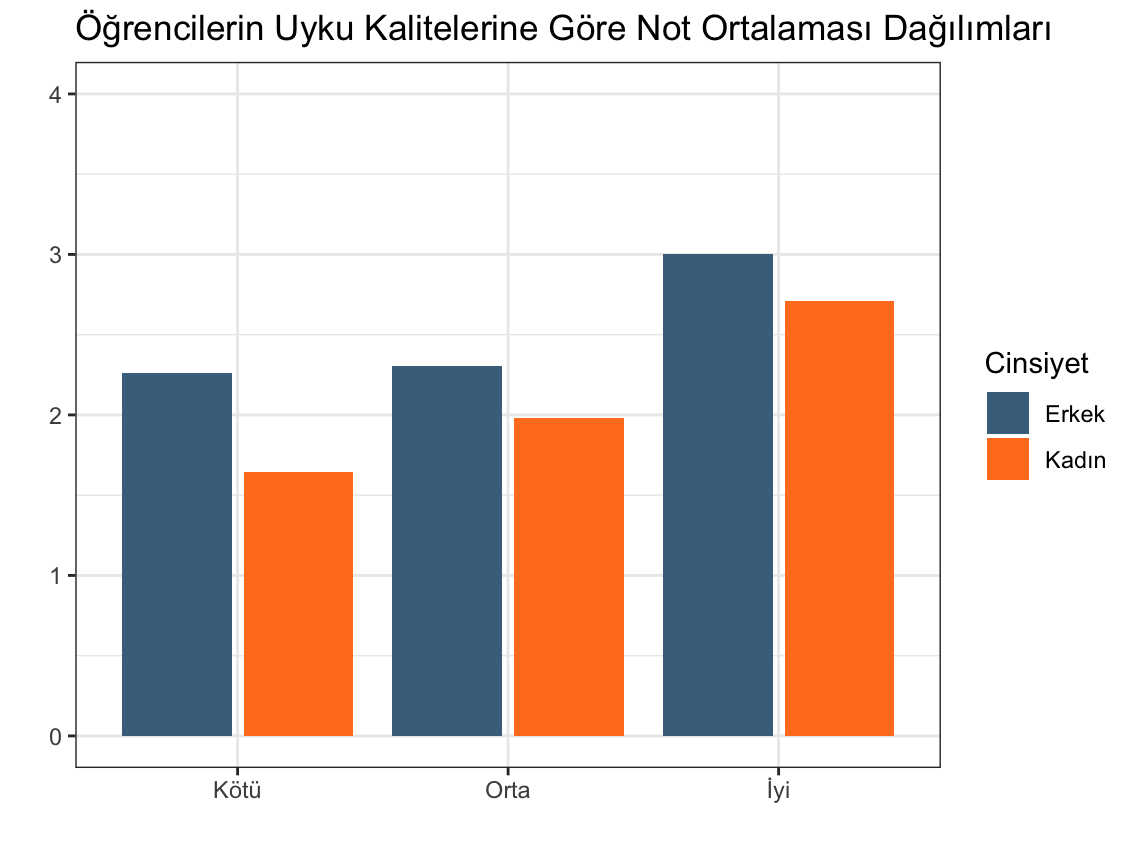 Öğrencilerin Uyku Kalitelerine Göre Not Ortalaması Dağılımları
4
3
2
1
0
Kötü
Orta
İyi
Cinsiyet
Erkek
Kadın